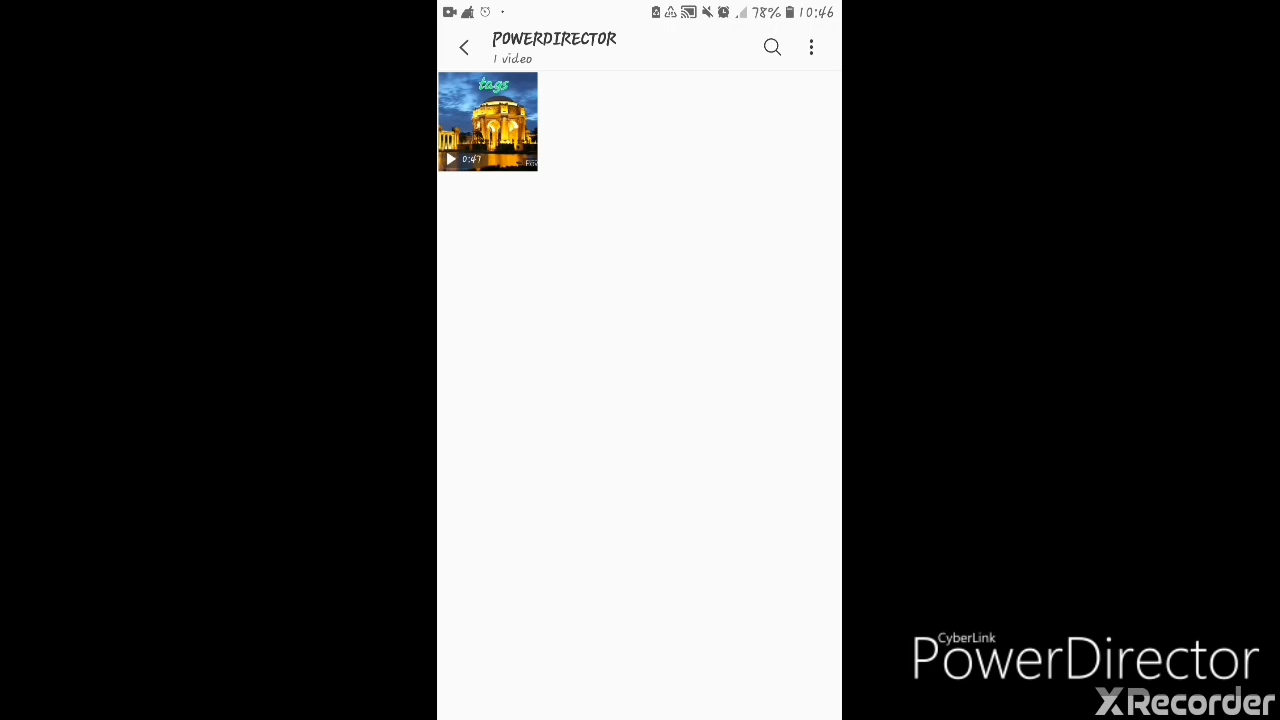 78% 10:46
POWERDIRECTOR
1 video
tags
0:47
CyberLink
PowerDirector
XRecorder